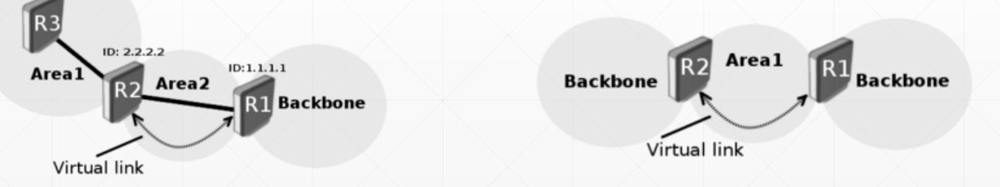 R3
ID: 2.2.2.2
Area1
R2
Area2
ID:1.1.1.1
R1
Backbone
Virtual link
Backbone
R2
Area1
R1
Backbone
Virtual link